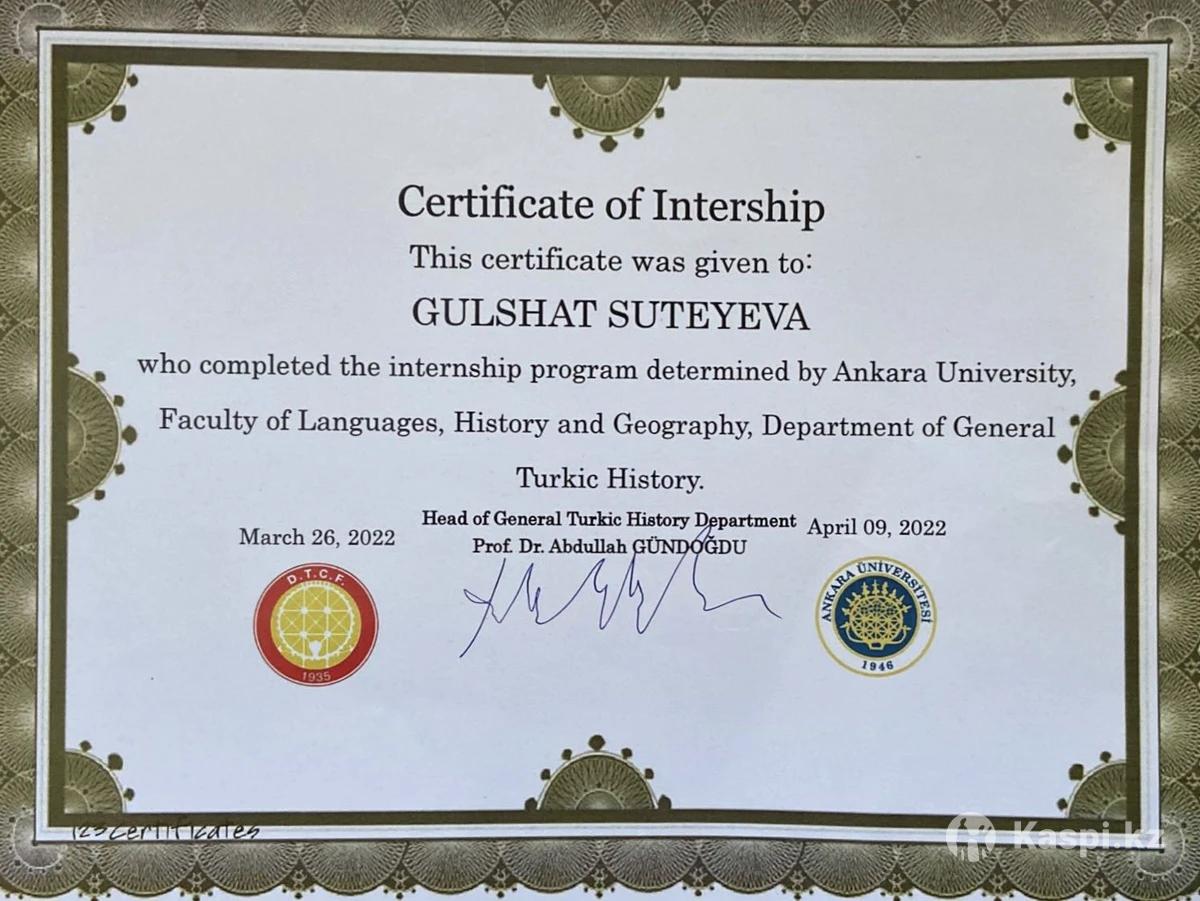 Certificate of Intership
This certificate was given to:
GULSHAT SUTEYEVA
who completed the internship program determined by Ankara University,
Faculty of Languages, History and Geography, Department of General
Turkic History.
Head of General Turkic History Department
Prof. Dr. Abdullah GÜNDOĞDU
March 26, 2022
April 09, 2022
D.T.C.F.
1935
ANKARA ÜNİVERSİTESİ
1946
123certificates
Kaspi.kz